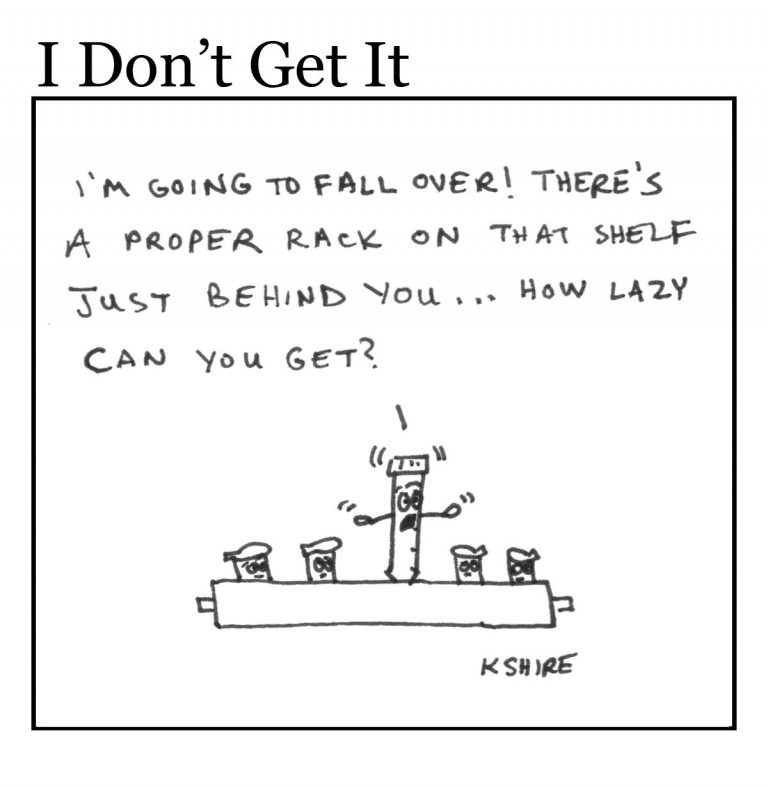 I Don't Get It
I'M GOING TO FALL OVER! THERE'S
A PROPER RACK ON THAT SHELF
JUST BEHIND YOU... HOW LAZY
CAN YOU GET?
KSHIRE